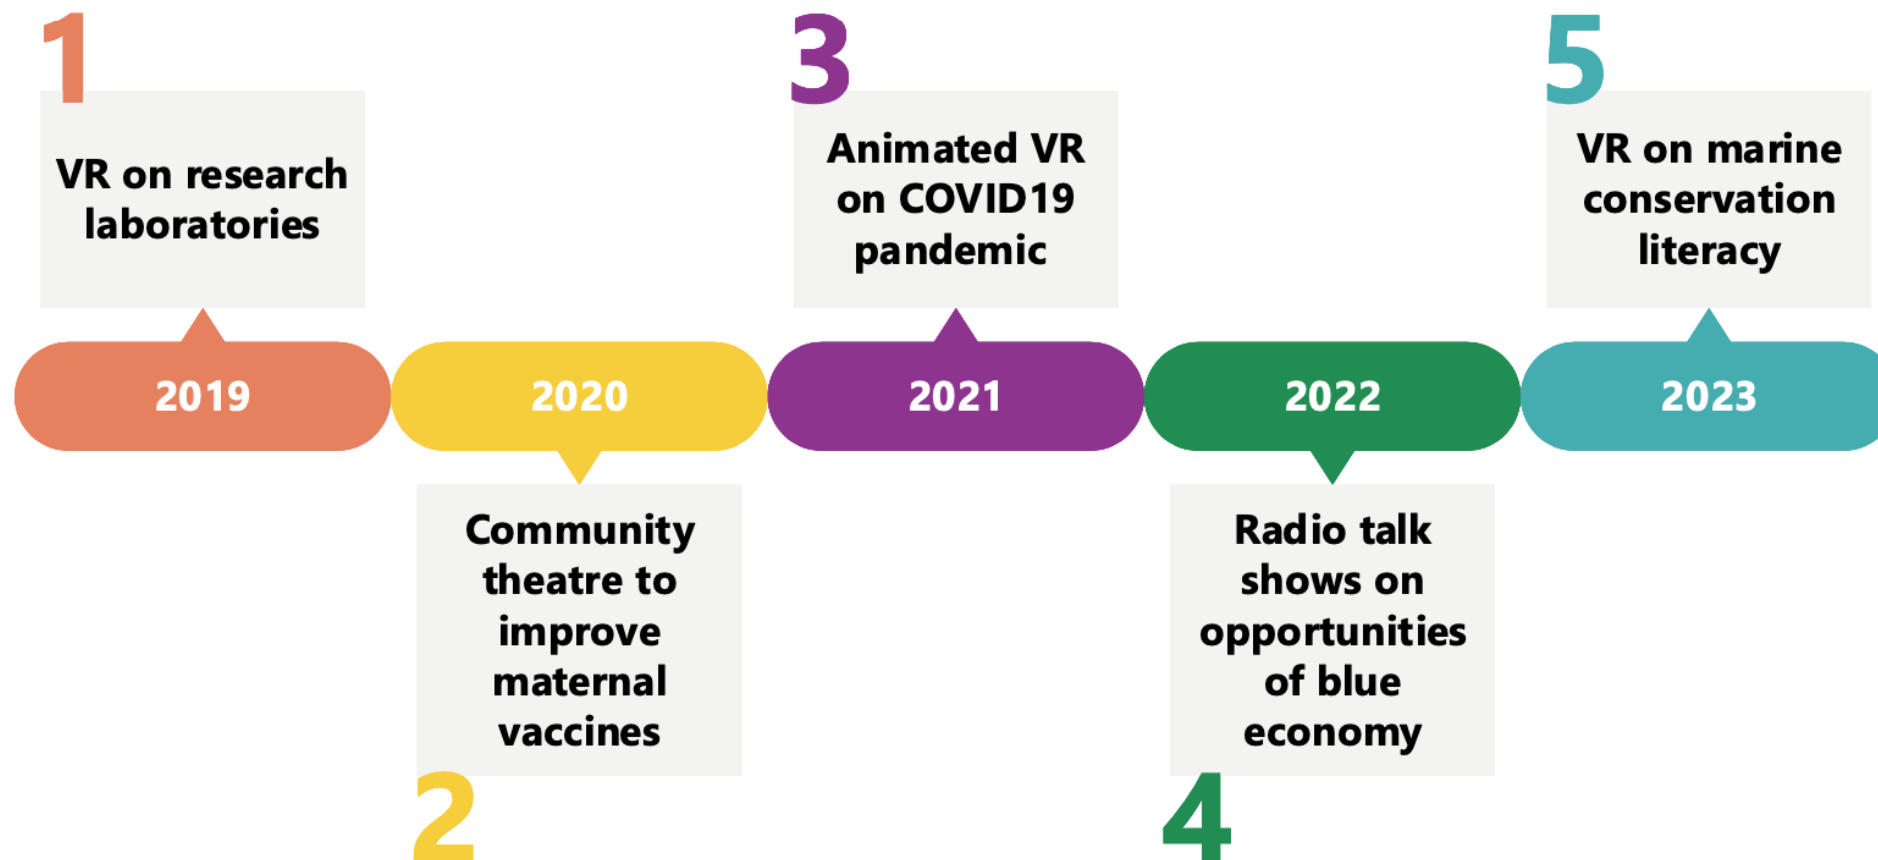 1
VR on research
laboratories
2019
2020
Community
theatre to
improve
maternal
vaccines
2
3
Animated VR
on COVID19
pandemic
2021
2022
Radio talk
shows on
opportunities
of blue
economy
4
5
VR on marine
conservation
literacy
2023